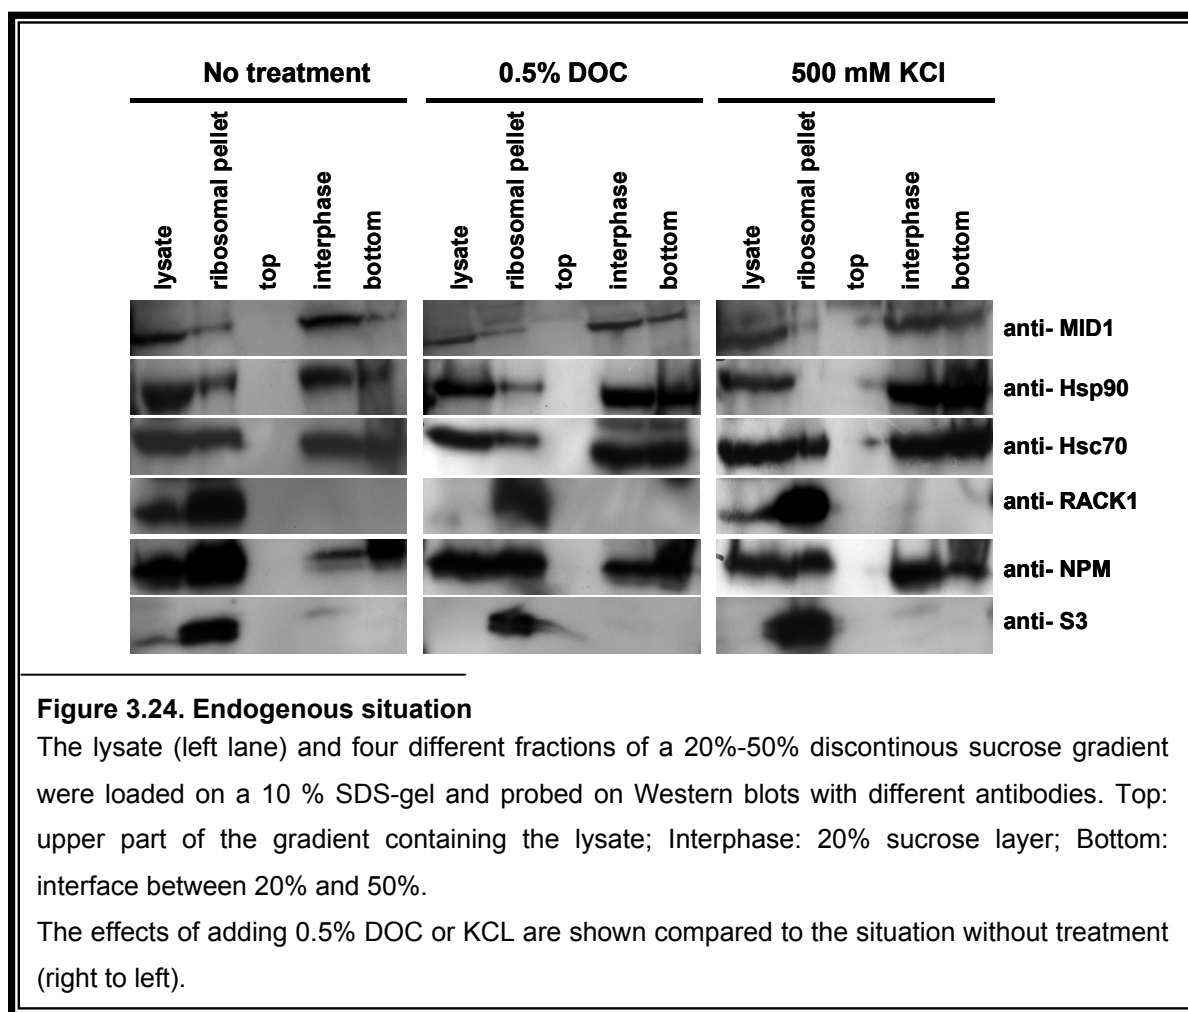 No treatment 0.5% DOC 500 mM KCl
lysate ribosomal pellet top interphase bottom lysate ribosomal pellet top interphase bottom lysate ribosomal pellet top interphase bottom
anti- MID1
anti- Hsp90
anti- Hsc70
anti- RACK1
anti- NPM
anti- S3
Figure 3.24. Endogenous situation
The lysate (left lane) and four different fractions of a 20%-50% discontinous sucrose gradient
were loaded on a 10 % SDS-gel and probed on Western blots with different antibodies. Top:
upper part of the gradient containing the lysate; Interphase: 20% sucrose layer; Bottom:
interface between 20% and 50%.
The effects of adding 0.5% DOC or KCL are shown compared to the situation without treatment
(right to left).